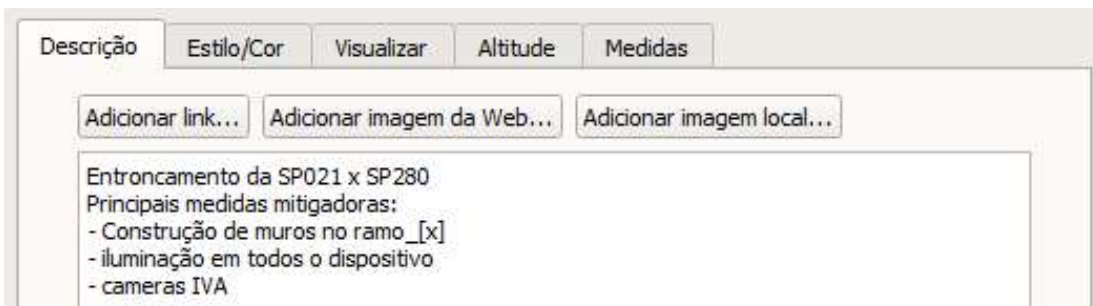 Descrição Estilo/Cor Visualizar Altitude Medidas
Adicionar link... Adicionar imagem da Web... Adicionar imagem local...
Entroncamento da SP021 x SP280
Principais medidas mitigadoras:
- Construção de muros no ramo_[x]
- iluminação em todos o dispositivo
- cameras IVA